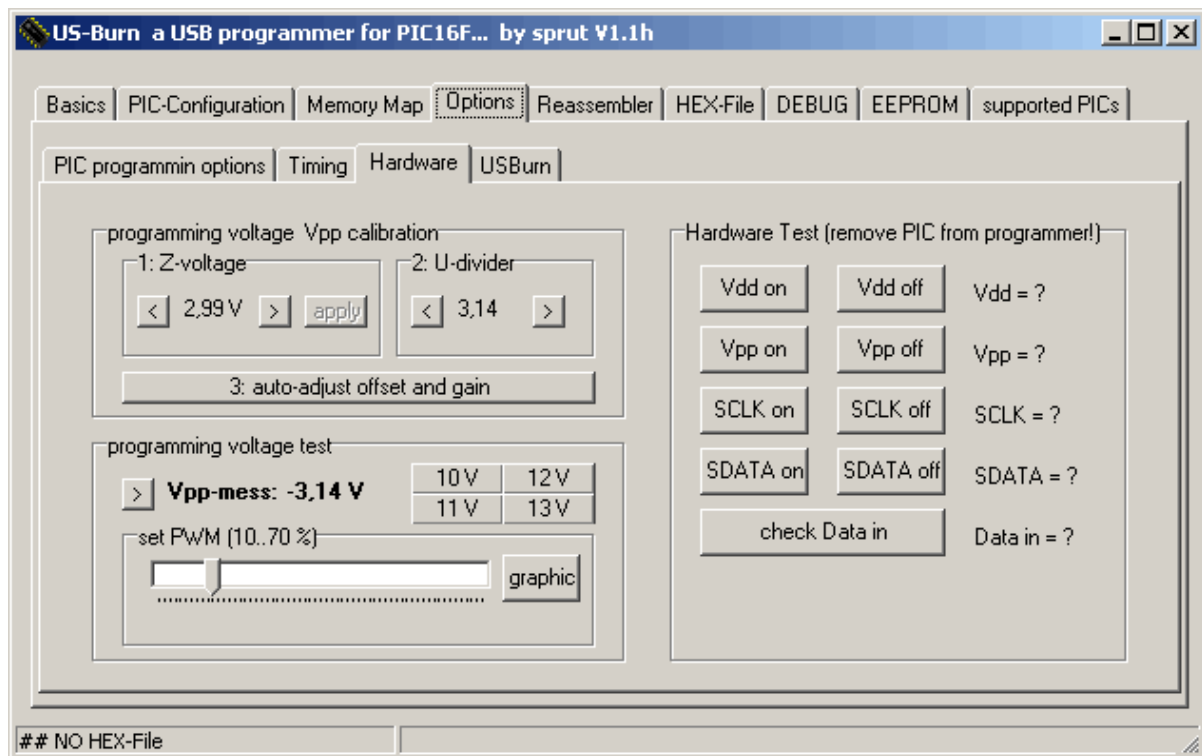 US-Burn a USB programmer for PIC16F... by sprut V1.1h
Basics PIC-Configuration Memory Map Options Reassembler HEX-File DEBUG EEPROM supported PICs
PIC programmin options Timing Hardware USBurn
programming voltage Vpp calibration
1: Z-voltage
< 2,99 V > apply
2: U-divider
< 3,14 >
3: auto-adjust offset and gain
programming voltage test
> Vpp-mess: -3,14 V
10 V 12 V
11 V 13 V
set PWM (10..70 %)
graphic
Hardware Test (remove PIC from programmer!)
Vdd on Vdd off Vdd = ?
Vpp on Vpp off Vpp = ?
SCLK on SCLK off SCLK = ?
SDATA on SDATA off SDATA = ?
check Data in Data in = ?
## NO HEX-File